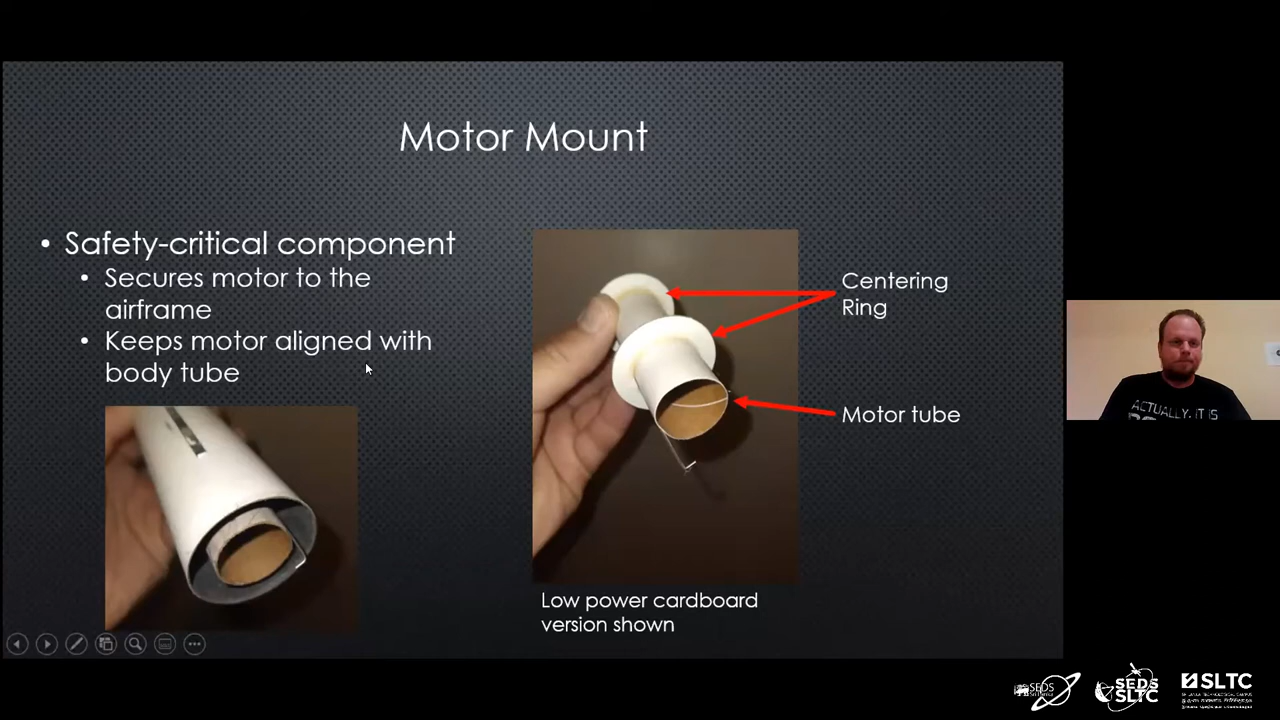 Motor Mount
• Safety-critical component
• Secures motor to the
airframe
• Keeps motor aligned with
body tube
Centering
Ring
Motor tube
Low power cardboard
version shown
ACTUALLY, IT IS
SEDS
SEDS
SLTC
SLTC